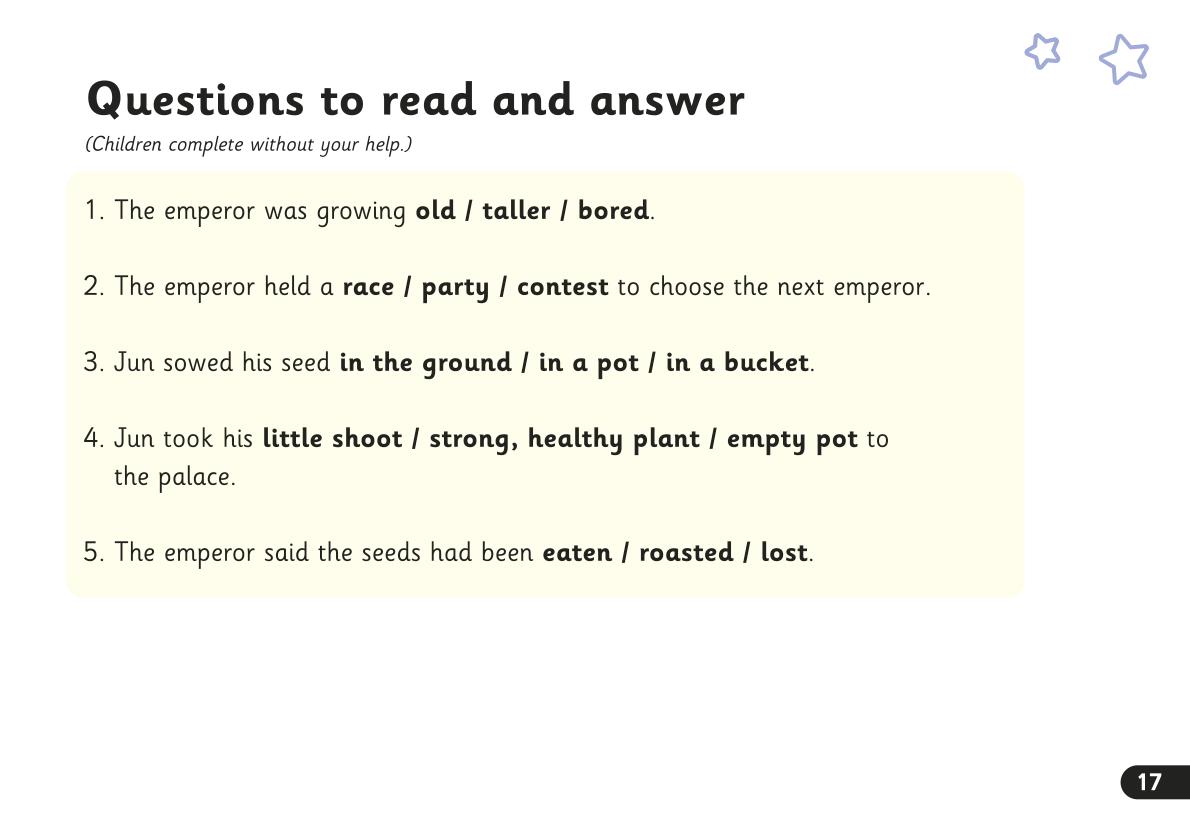 Questions to read and answer
(Children complete without your help.)
1. The emperor was growing old / taller / bored.
2. The emperor held a race / party / contest to choose the next emperor.
3. Jun sowed his seed in the ground / in a pot / in a bucket.
4. Jun took his little shoot / strong, healthy plant / empty pot to
the palace.
5. The emperor said the seeds had been eaten / roasted / lost.
17